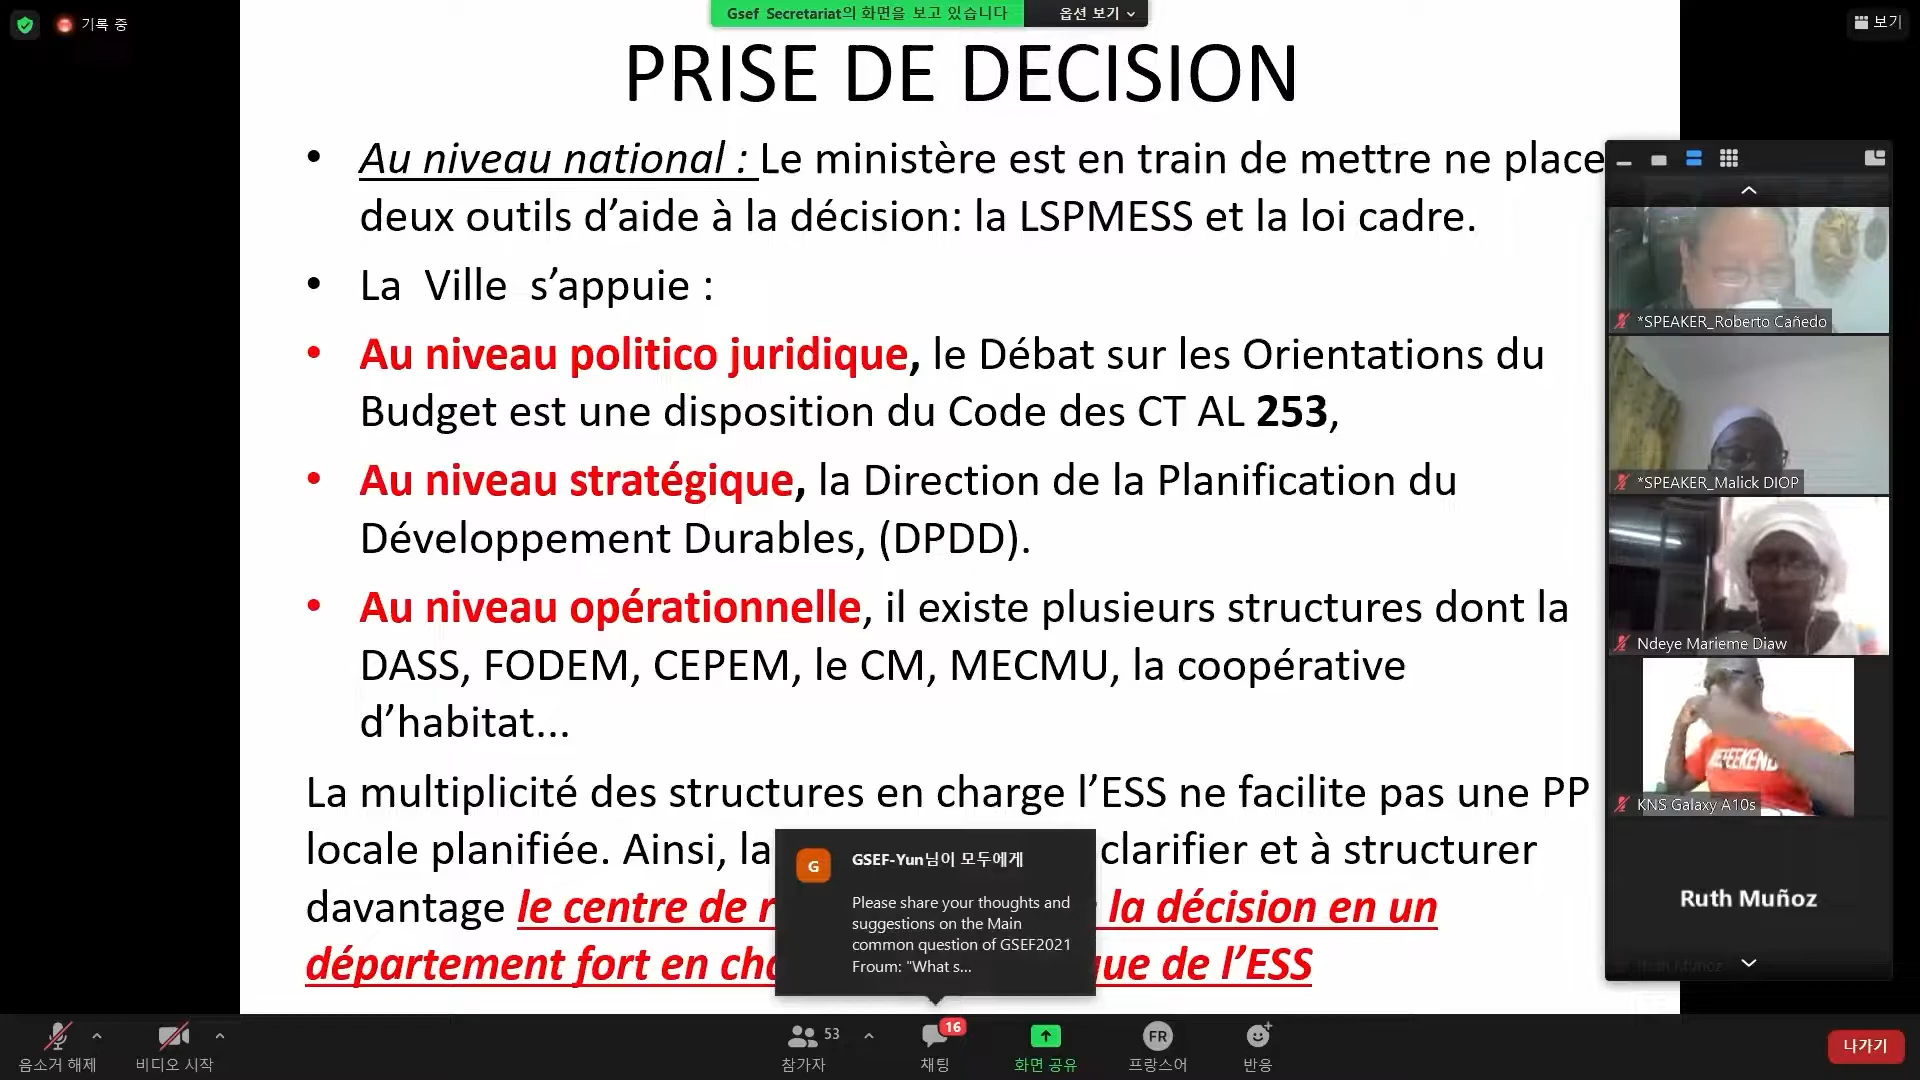 기록 중
Gsef Secretariat의 화면을 보고 있습니다
옵션 보기
보기
PRISE DE DECISION
• Au niveau national : Le ministère est en train de mettre ne place
deux outils d’aide à la décision: la LSPMESS et la loi cadre.
• La Ville s’appuie :
• Au niveau politico juridique, le Débat sur les Orientations du
Budget est une disposition du Code des CT AL 253,
• Au niveau stratégique, la Direction de la Planification du
Développement Durables, (DPDD).
• Au niveau opérationnelle, il existe plusieurs structures dont la
DASS, FODEM, CEPEM, le CM, MECMU, la coopérative
d’habitat...
La multiplicité des structures en charge l’ESS ne facilite pas une PP
locale planifiée. Ainsi, la clarifier et à structurer
davantage le centre de la décision en un
département fort en de l’ESS
G
GSEF-Yun님이 모두에게
Please share your thoughts and
suggestions on the Main
common question of GSEF2021
Froum: "What s...
*SPEAKER_Roberto Cañedo
*SPEAKER_Malick DIOP
Ndeye Marieme Diaw
KNS Galaxy A10s
Ruth Muñoz
음소거 해제
비디오 시작
53
참가자
16
채팅
화면 공유
FR
프랑스어
반응
나가기